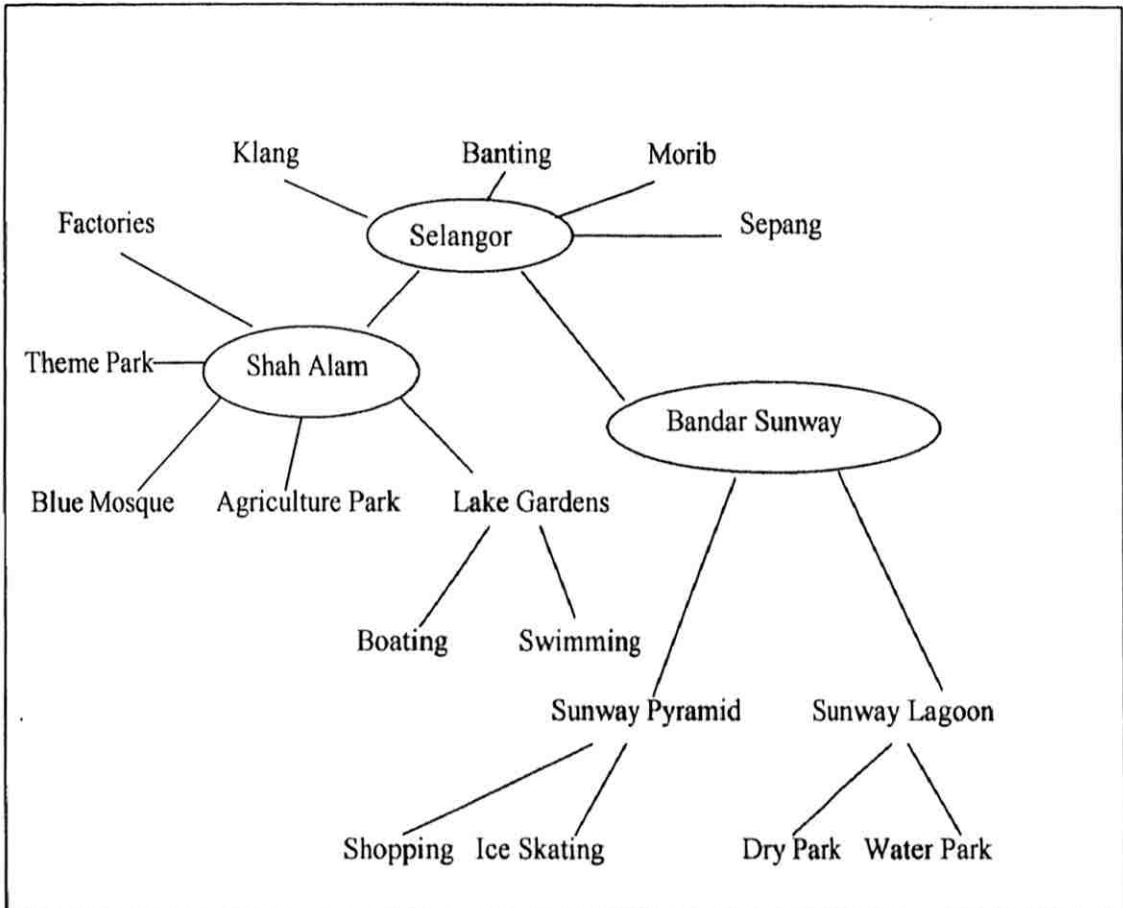 Klang Banting Morib
Factories Selangor Sepang
Theme Park Shah Alam
Bandar Sunway
Blue Mosque Agriculture Park Lake Gardens
Boating Swimming
Sunway Pyramid Sunway Lagoon
Shopping Ice Skating Dry Park Water Park